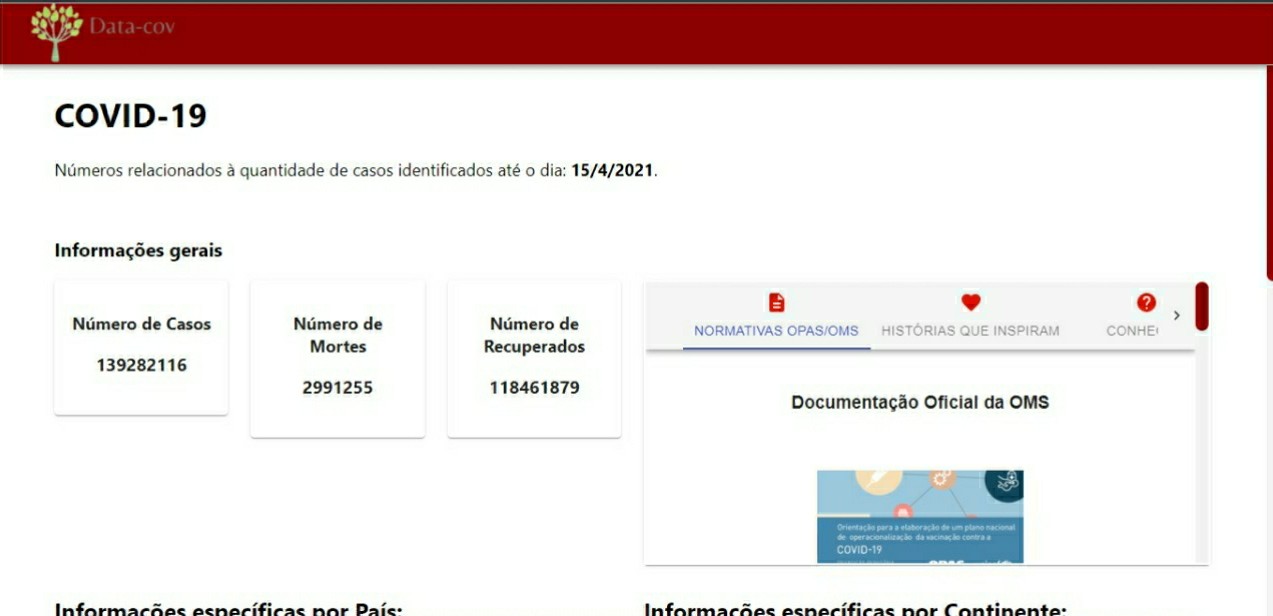 Data-cov
COVID-19
Números relacionados à quantidade de casos identificados até o dia: 15/4/2021.
Informações gerais
Número de Casos
139282116
Número de
Mortes
2991255
Número de
Recuperados
118461879
NORMATIVAS OPAS/OMS
HISTÓRIAS QUE INSPIRAM
CONHE
Documentação Oficial da OMS
Orientação para a elaboração de um plano nacional
de operacionalização da vacinação contra a
COVID-19
Informações específicas por País:
Informações específicas por Continente: